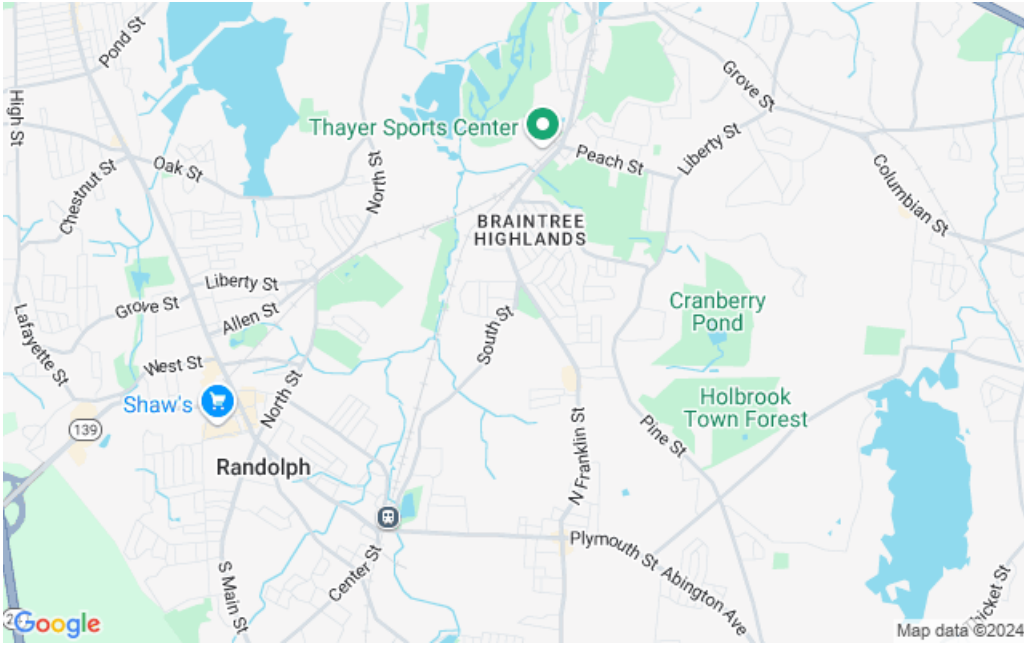 Pond St
High St
Grove St
Thayer Sports Center
Peach St
Liberty St
Oak St
Chestnut St
North St
Columbian St
BRAINTREE
HIGHLANDS
Liberty St
Grove St
Allen St
Lafayette St
South St
Cranberry
Pond
West St
Shaw's
North St
139
Holbrook
Town Forest
Pine St
N Franklin St
Randolph
Plymouth St
Abington Ave
Center St
S Main St
Thicket St
Google
Map data ©2024